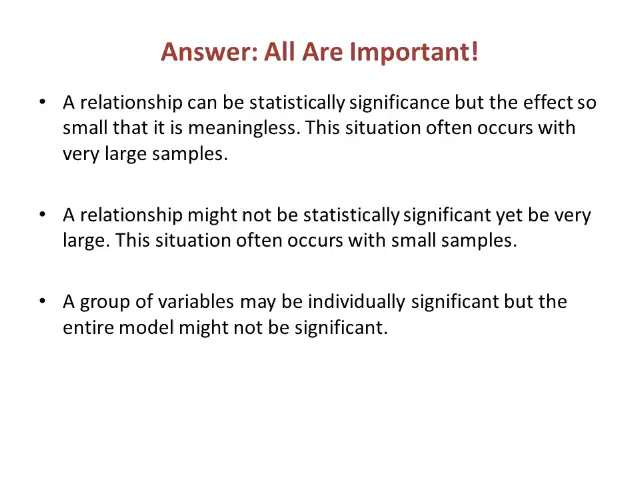 Answer: All Are Important!
• A relationship can be statistically significance but the effect so
small that it is meaningless. This situation often occurs with
very large samples.
• A relationship might not be statistically significant yet be very
large. This situation often occurs with small samples.
• A group of variables may be individually significant but the
entire model might not be significant.